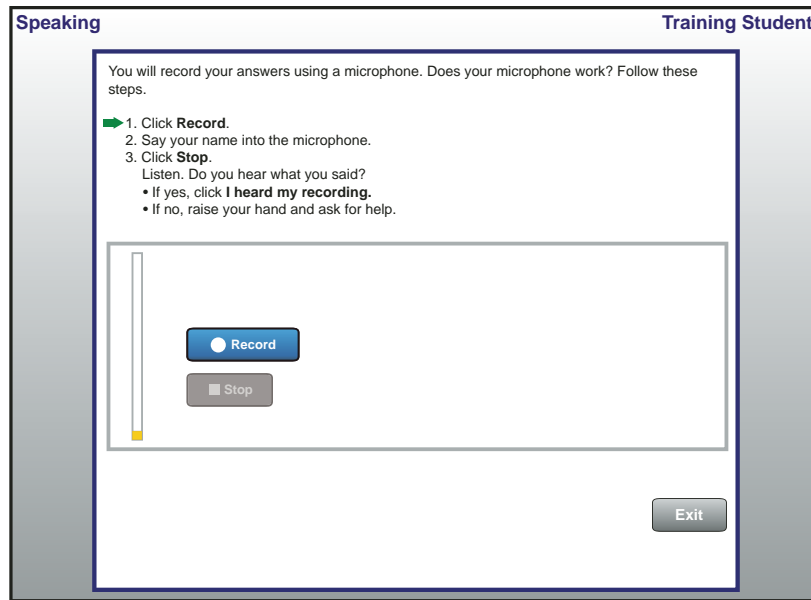 Speaking
Training Student
You will record your answers using a microphone. Does your microphone work? Follow these
steps.
1. Click Record.
2. Say your name into the microphone.
3. Click Stop.
Listen. Do you hear what you said?
• If yes, click I heard my recording.
• If no, raise your hand and ask for help.
Record
Stop
Exit